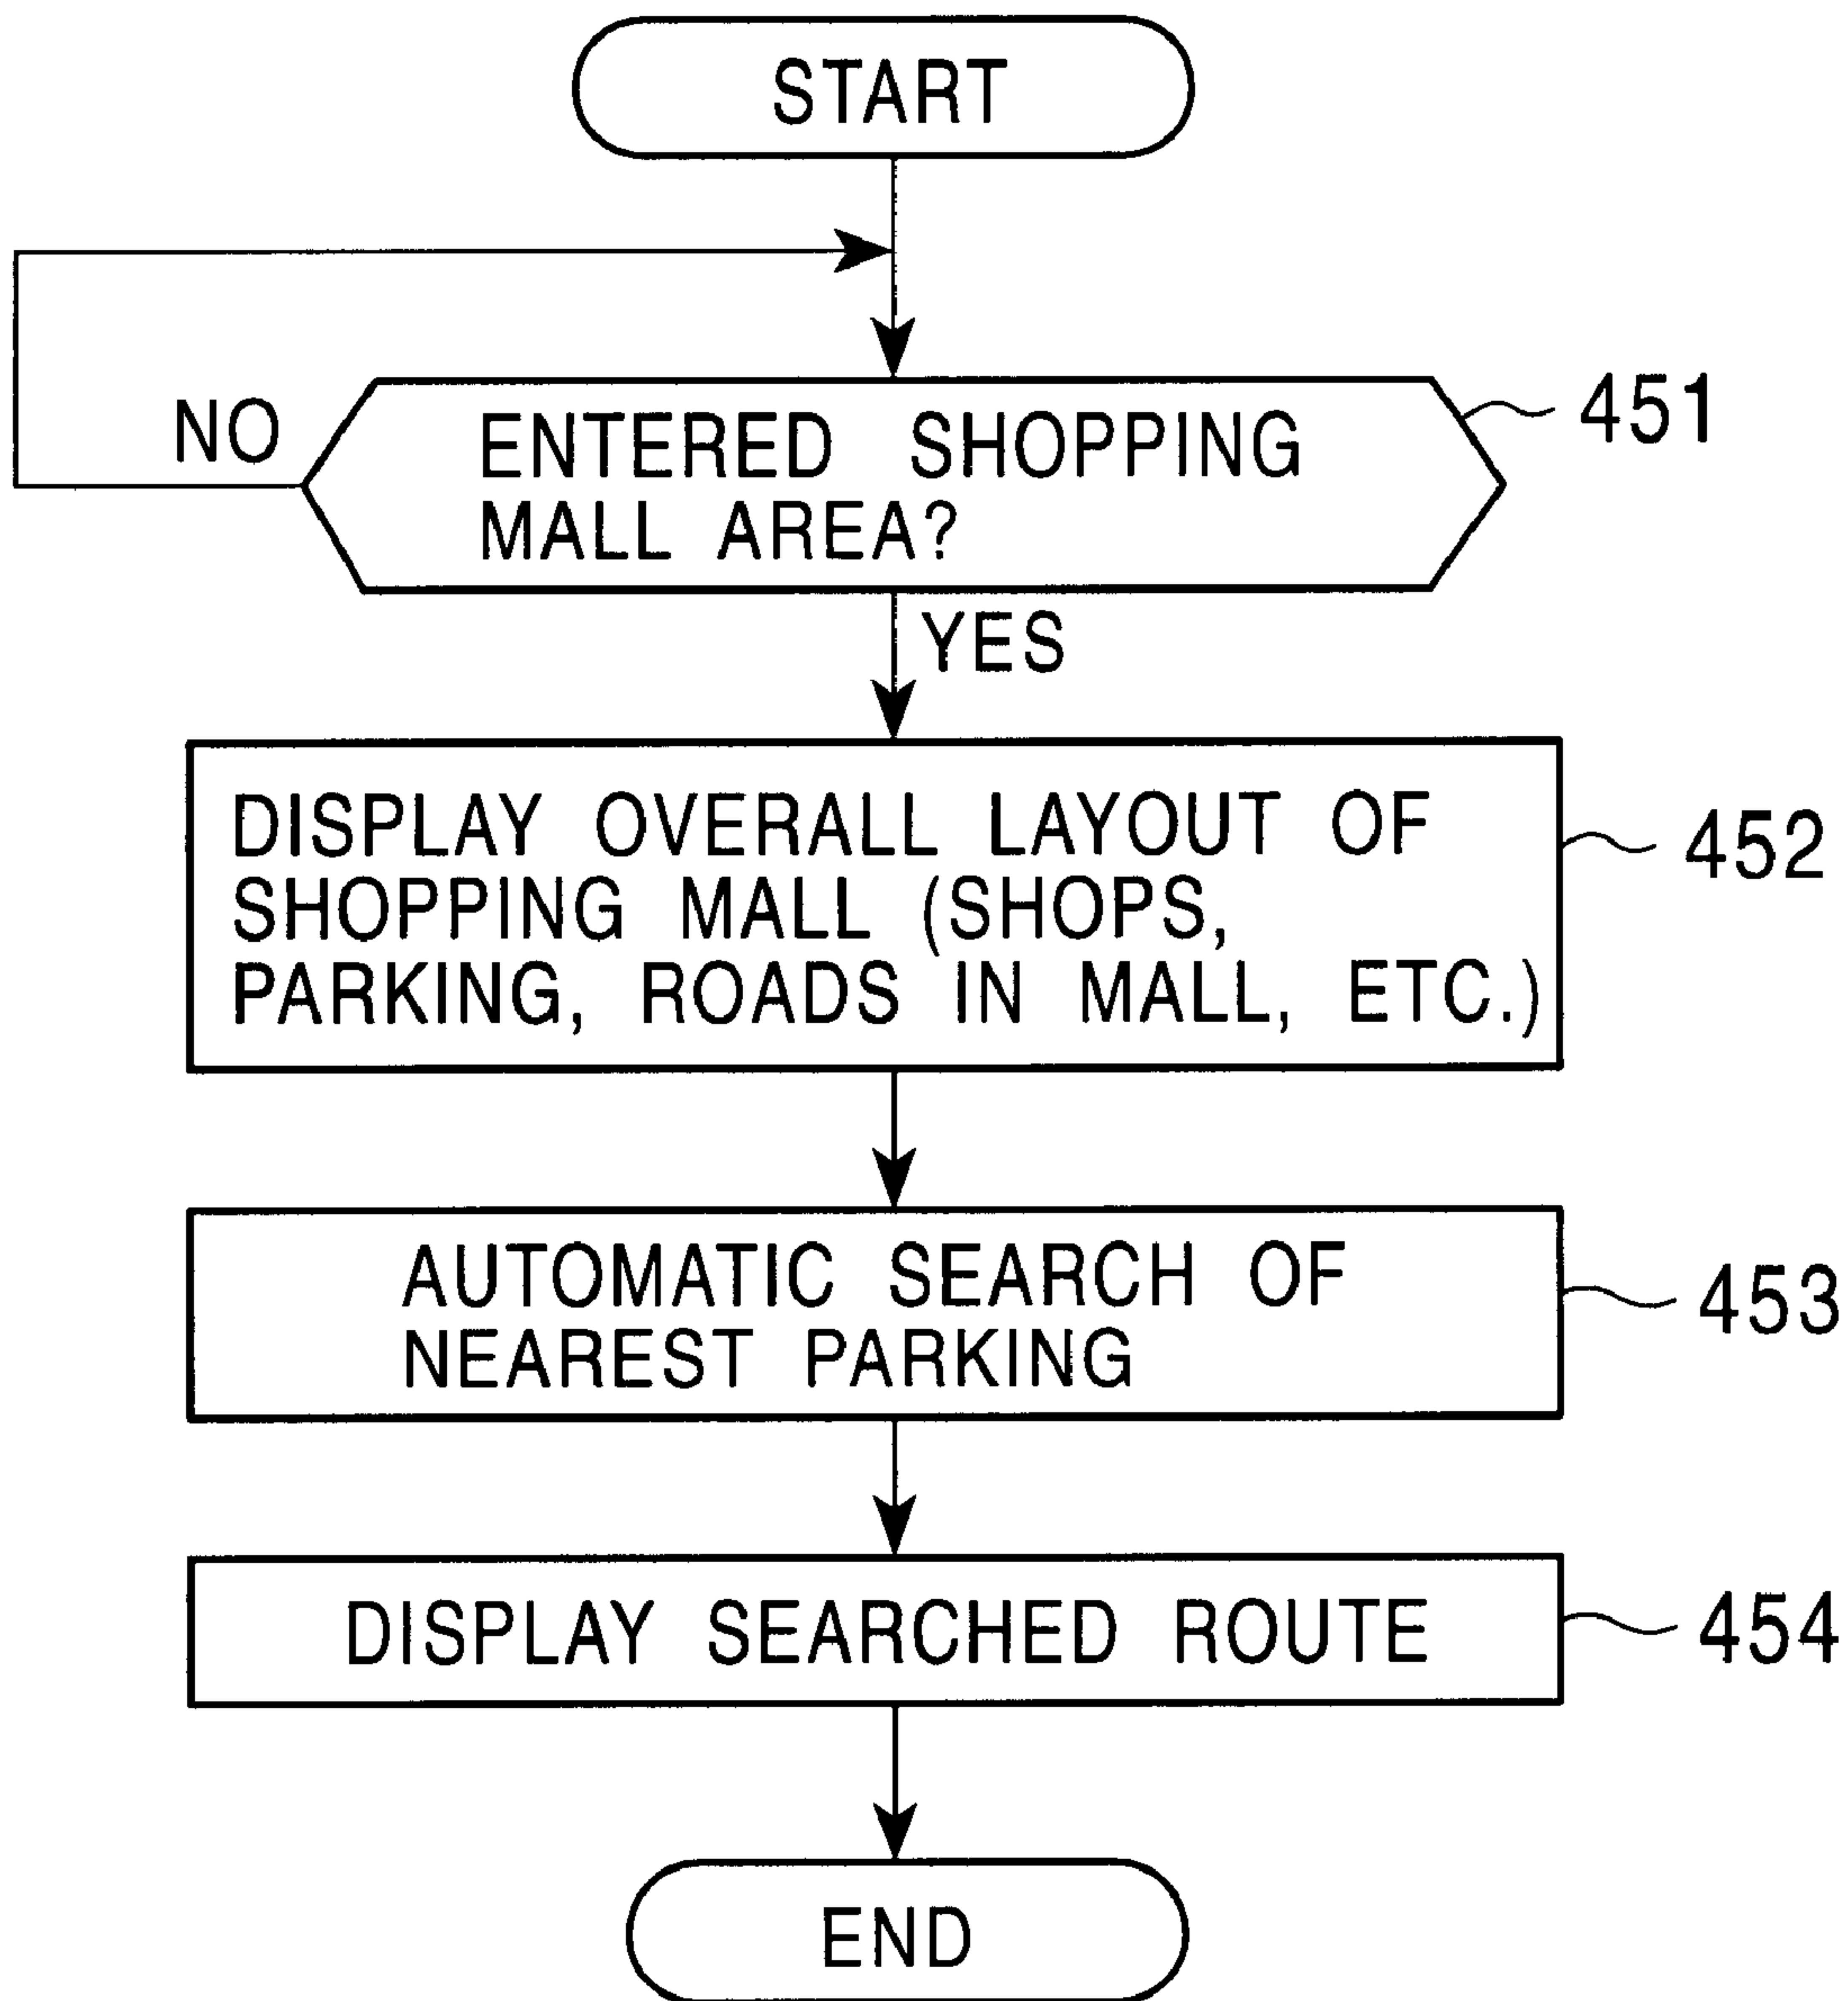 START
NO
ENTERED SHOPPING
MALL AREA?
451
YES
DISPLAY OVERALL LAYOUT OF
SHOPPING MALL (SHOPS,
PARKING, ROADS IN MALL, ETC.)
452
AUTOMATIC SEARCH OF
NEAREST PARKING
453
DISPLAY SEARCHED ROUTE
454
END